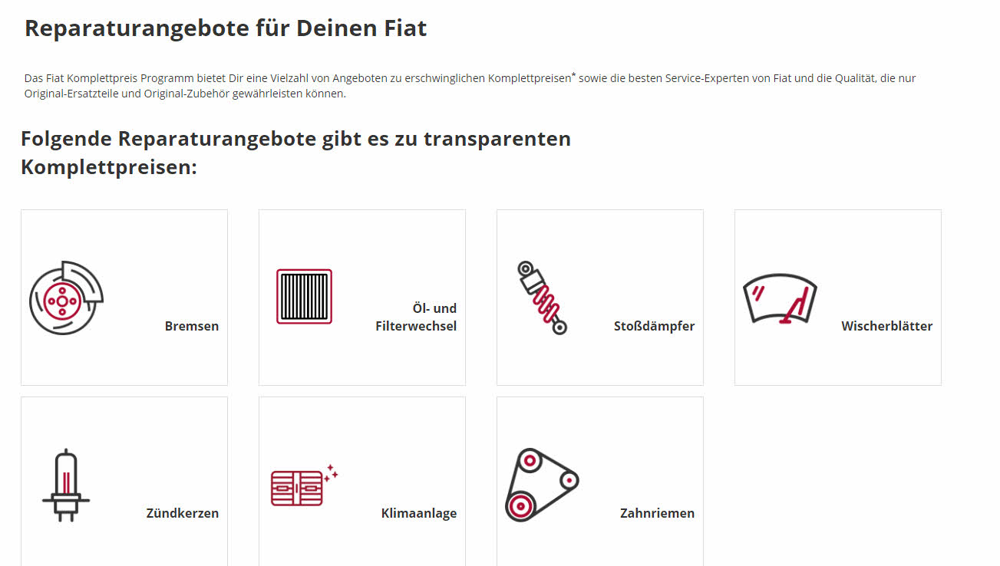 Reparaturangebote für Deinen Fiat
Das Fiat Komplettpreis Programm bietet Dir eine Vielzahl von Angeboten zu erschwinglichen Komplettpreisen* sowie die besten Service-Experten von Fiat und die Qualität, die nur
Original-Ersatzteile und Original-Zubehör gewährleisten können.
Folgende Reparaturangebote gibt es zu transparenten
Komplettpreisen:
Bremsen
Öl- und
Filterwechsel
Stoßdämpfer
Wischerblätter
Zündkerzen
Klimaanlage
Zahnriemen